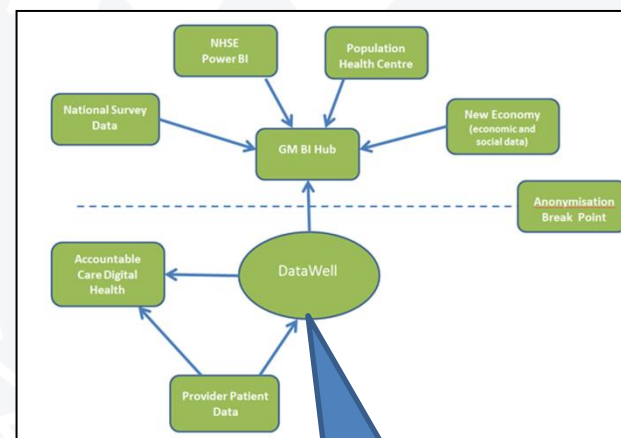 NHSE
Power BI
Population
Health Centre
National Survey
Data
New Economy
(economic and
social data)
GM BI Hub
Anonymisation
Break Point
Accountable
Care Digital
Health
DataWell
Provider Patient
Data